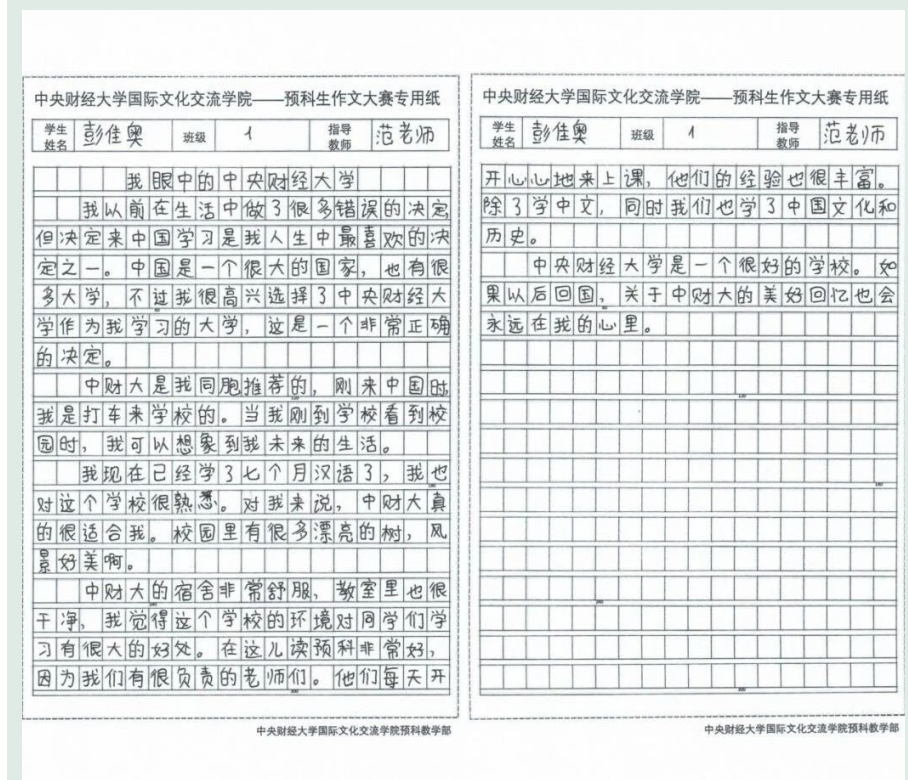 中央财经大学国际文化交流学院——预科生作文大赛专用纸
学生姓名 彭佳奥 班级 1 指导教师 范老师
我眼中的中央财经大学
我以前在生活中做了很多错误的决定
但决定来中国学习是我人生中最喜欢的决
定之一。中国是一个很大的国家，也有很
多大学，不过我很高兴选择了中央财经大
学作为我学习的大学，这是一个非常正确
的决定。
中财大是我同胞推荐的，刚来中国时
我是打车来学校的。当我刚到学校看到校
园时，我可以想象到我未来的生活。
我现在已经学了七个月汉语了，我也
对这个学校很熟悉。对我来说，中财大真
的很适合我。校园里有很多漂亮的树，风
景好美啊。
中财大的宿舍非常舒服，教室里也很
干净，我觉得这个学校的环境对同学们学
习有很大的好处。在这儿读预科非常好，
因为我们有很负责的老师们。他们每天开
中央财经大学国际文化交流学院预科教学部
中央财经大学国际文化交流学院——预科生作文大赛专用纸
学生姓名 彭佳奥 班级 1 指导教师 范老师
开心心地来上课，他们的经验也很丰富。
除了学中文，同时我们也学了中国文化和
历史。
中央财经大学是一个很好的学校。如
果以后回国，关于中财大的美好回忆也会
永远在我的心里。
中央财经大学国际文化交流学院预科教学部